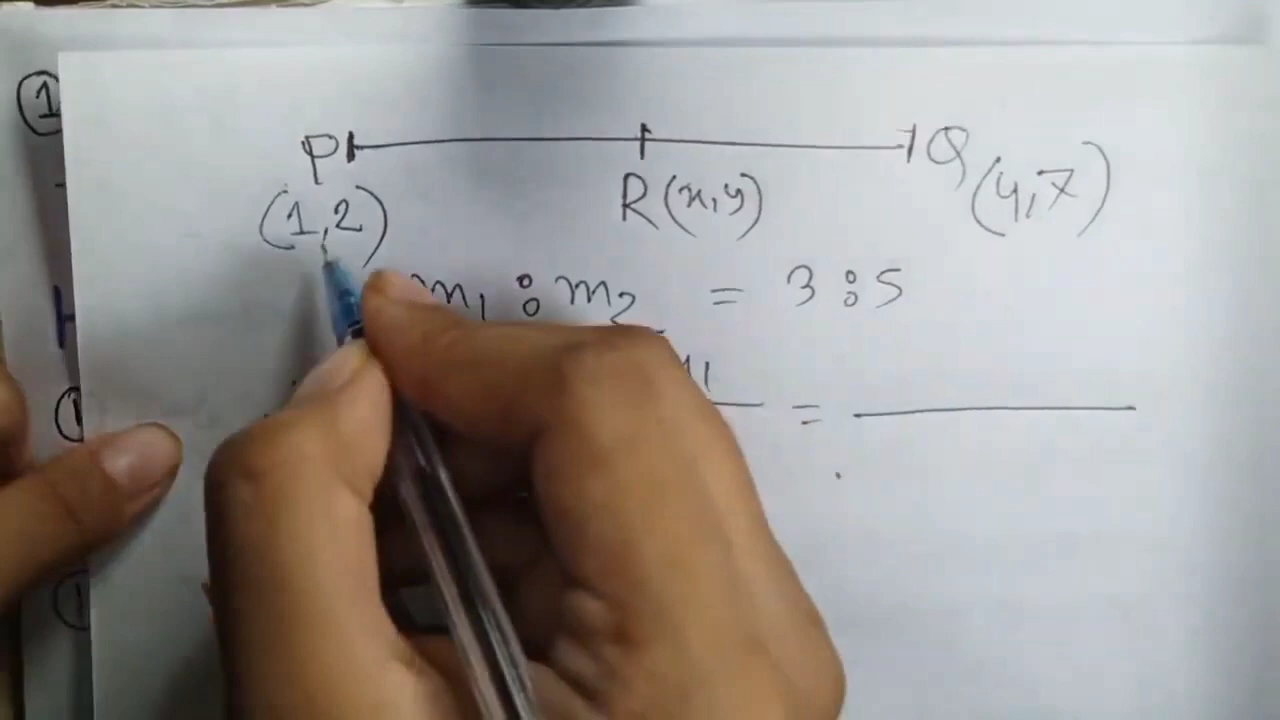 P Q
(1,2) R(x,y) (4,7)
m₁ : m₂ = 3 : 5
=